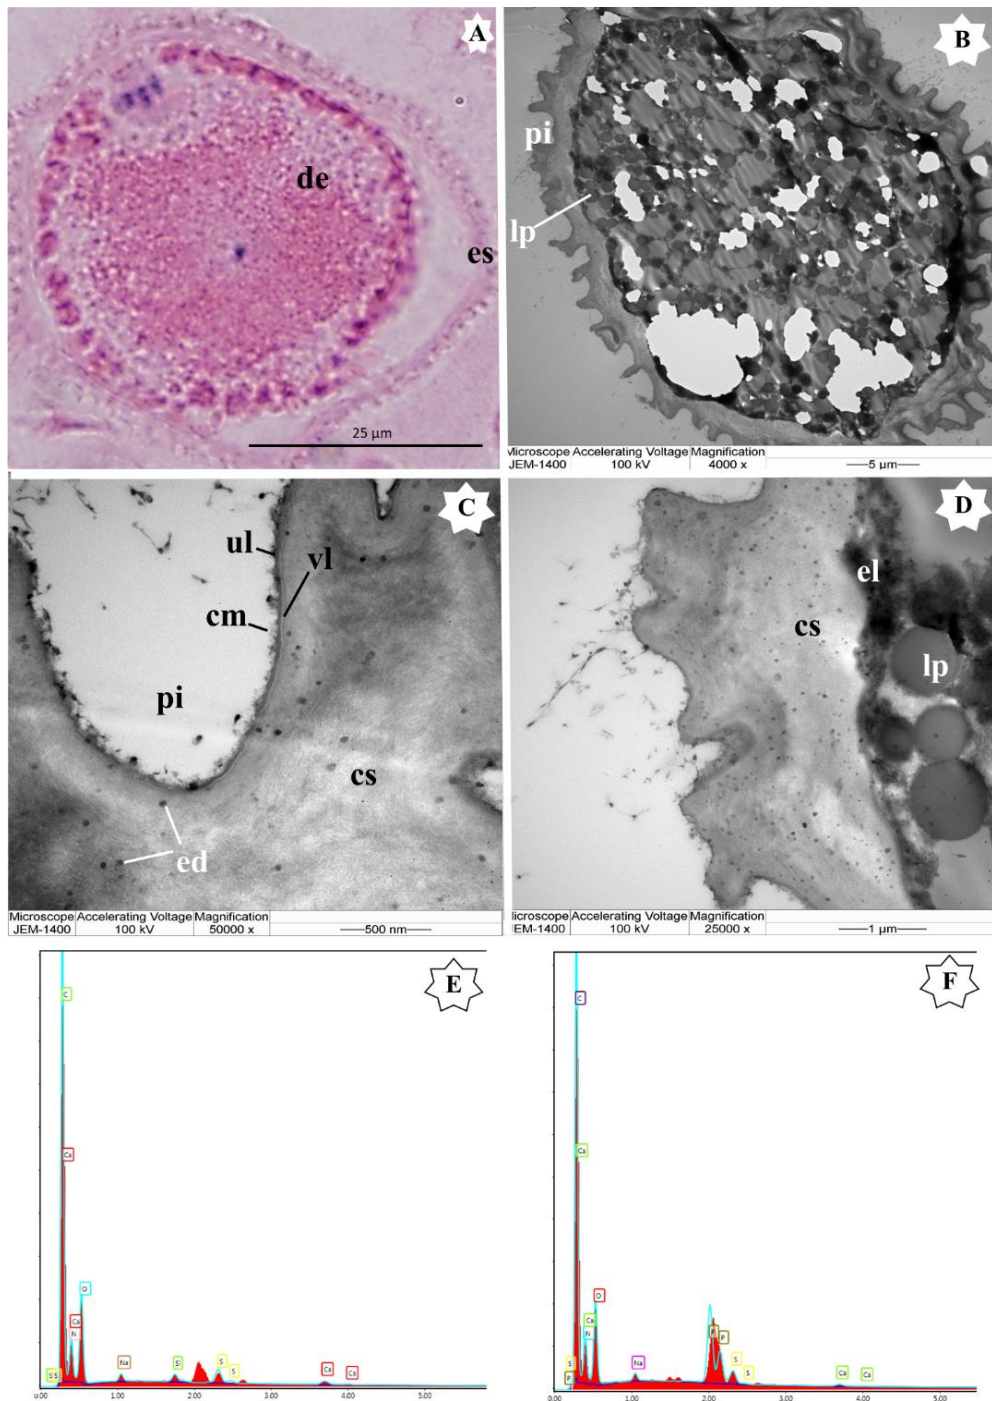 A
de
es
25 µm
B
pi
lp
Microscope Accelerating Voltage Magnification
JEM-1400 100 kV 4000 x 5 µm
C
ul
vl
cm
pi
cs
ed
Microscope Accelerating Voltage Magnification
JEM-1400 100 kV 50000 x 500 nm
D
el
cs
lp
Microscope Accelerating Voltage Magnification
JEM-1400 100 kV 25000 x 1 µm
E
C
Ca
O
Ca
N
Na
Si
S
S
Ca
Ca
0.00 1.00 2.00 3.00 4.00 5.00
F
C
Ca
O
Ca
N
Na
P
P
S
S
S
P
Ca
Ca
0.00 1.00 2.00 3.00 4.00 5.00